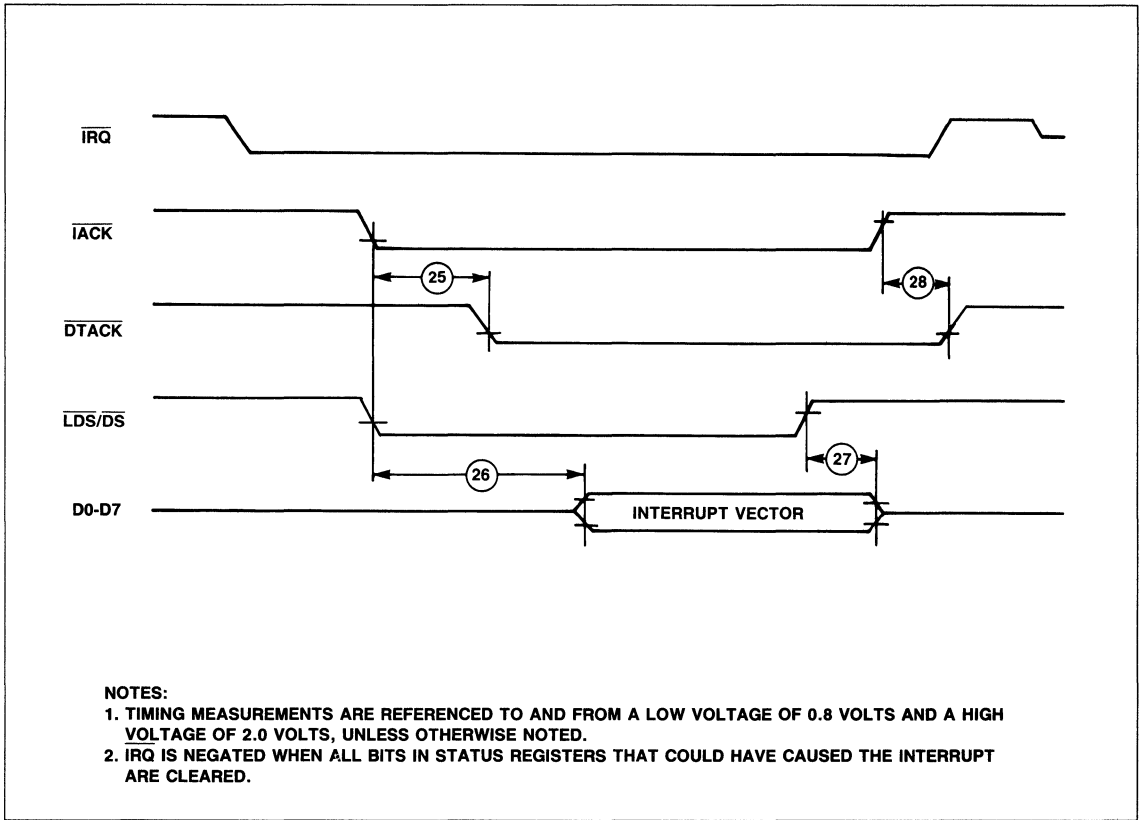 IRQ
IACK
25
28
DTACK
LDS/DS
27
26
D0-D7
INTERRUPT VECTOR
NOTES:
1. TIMING MEASUREMENTS ARE REFERENCED TO AND FROM A LOW VOLTAGE OF 0.8 VOLTS AND A HIGH
VOLTAGE OF 2.0 VOLTS, UNLESS OTHERWISE NOTED.
2. IRQ IS NEGATED WHEN ALL BITS IN STATUS REGISTERS THAT COULD HAVE CAUSED THE INTERRUPT
ARE CLEARED.